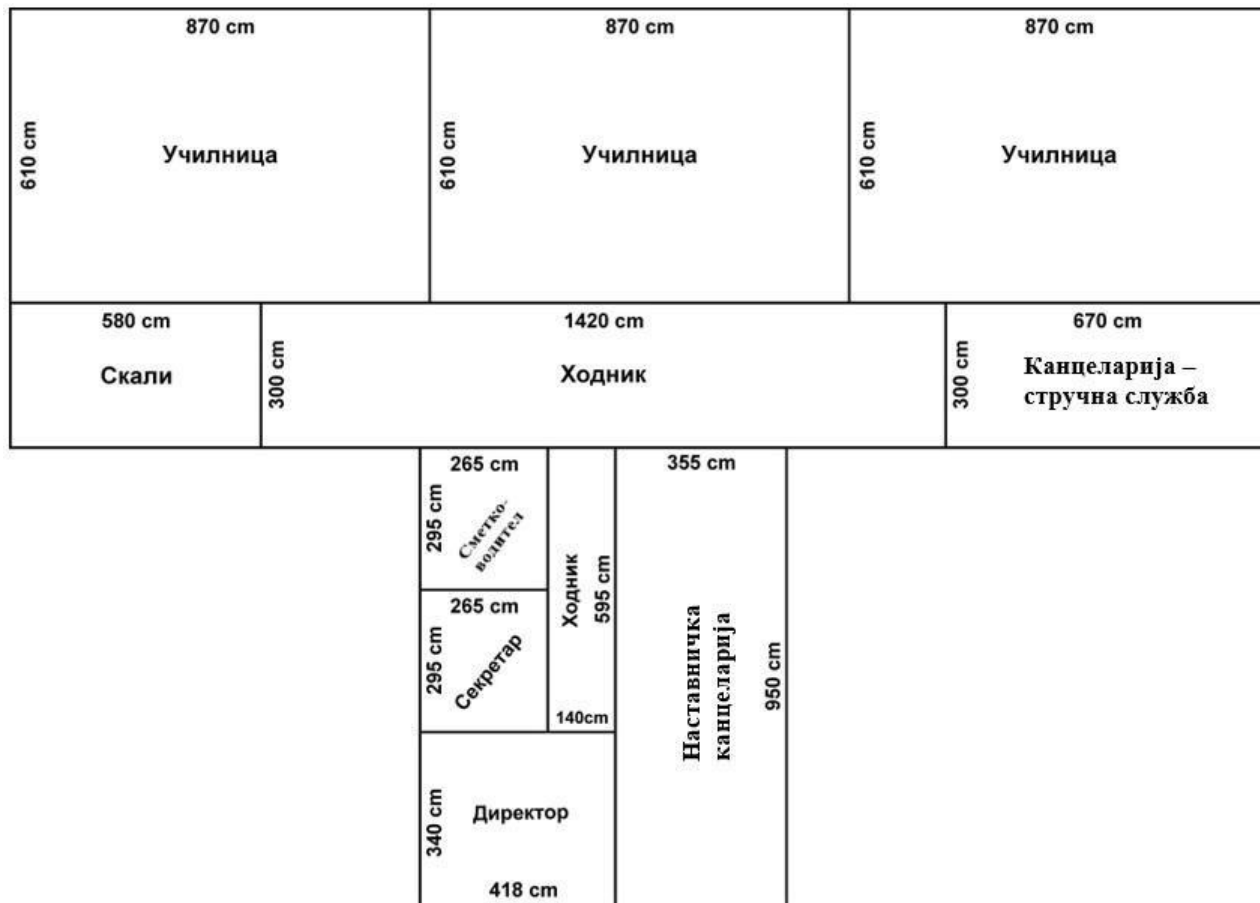 870 cm
870 cm
870 cm
610 cm
Училница
610 cm
Училница
610 cm
Училница
580 cm
1420 cm
670 cm
Скали
300 cm
Ходник
300 cm
Канцеларија –
стручна служба
265 cm
295 cm
Сметко-
водител
265 cm
295 cm
Секретар
Ходник
595 cm
140cm
355 cm
Наставничка
канцеларија
950 cm
340 cm
Директор
418 cm